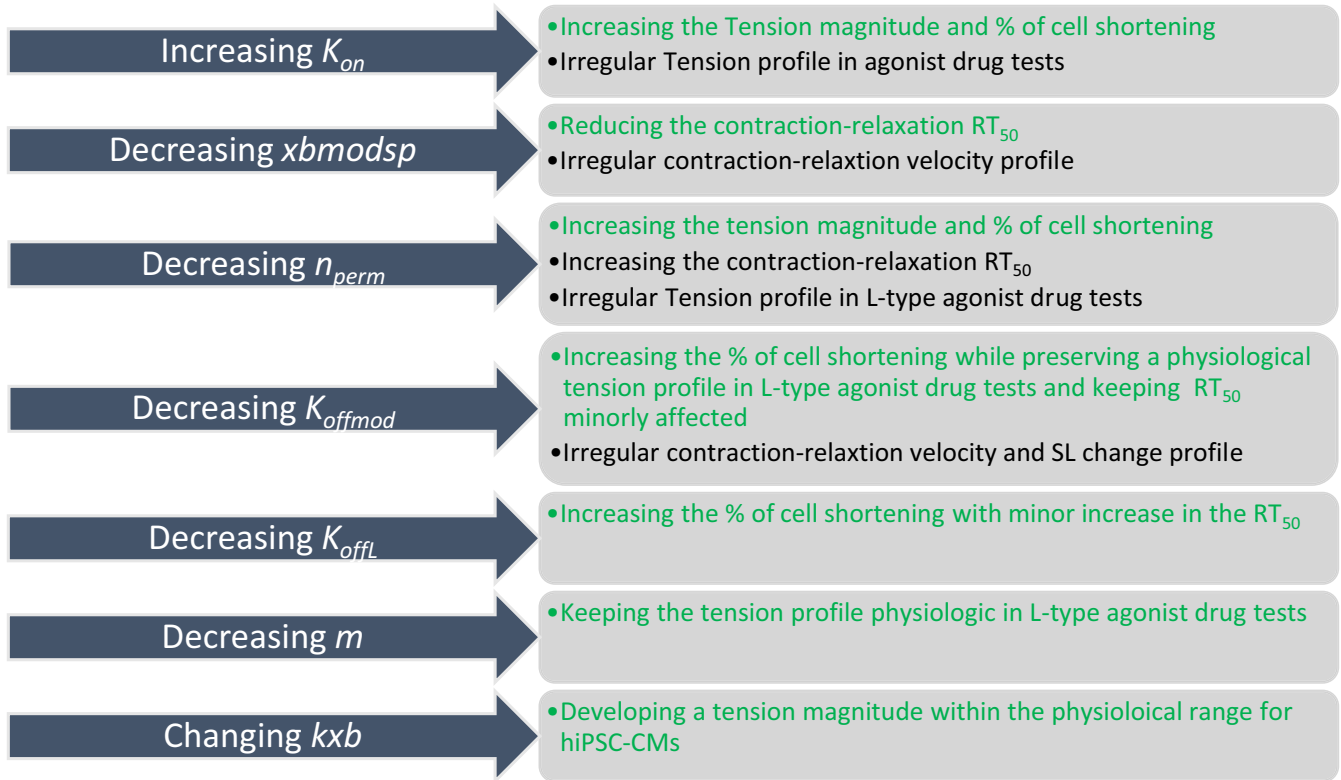 Increasing K_on
•Increasing the Tension magnitude and % of cell shortening
•Irregular Tension profile in agonist drug tests
Decreasing xbmodsp
•Reducing the contraction-relaxation RT50
•Irregular contraction-relaxtion velocity profile
Decreasing n_perm
•Increasing the tension magnitude and % of cell shortening
•Increasing the contraction-relaxation RT50
•Irregular Tension profile in L-type agonist drug tests
Decreasing K_offmod
•Increasing the % of cell shortening while preserving a physiological
tension profile in L-type agonist drug tests and keeping RT50
minorly affected
•Irregular contraction-relaxtion velocity and SL change profile
Decreasing K_offL
•Increasing the % of cell shortening with minor increase in the RT50
Decreasing m
•Keeping the tension profile physiologic in L-type agonist drug tests
Changing kxb
•Developing a tension magnitude within the physioloical range for
hiPSC-CMs